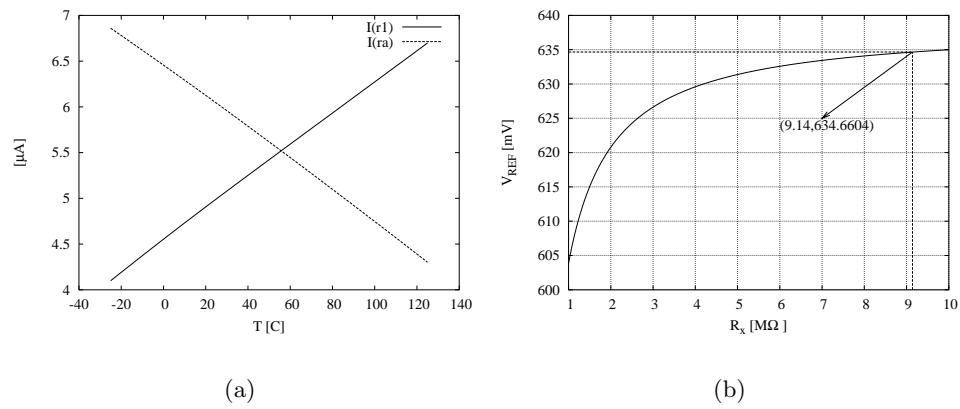 7
6.5
6
5.5
5
4.5
4
[µA]
-40 -20 0 20 40 60 80 100 120 140
T [C]
I(r1)
I(ra)
(a)
640
635
630
625
620
615
610
605
600
V_REF [mV]
1 2 3 4 5 6 7 8 9 10
R_x [MΩ ]
(9.14,634.6604)
(b)